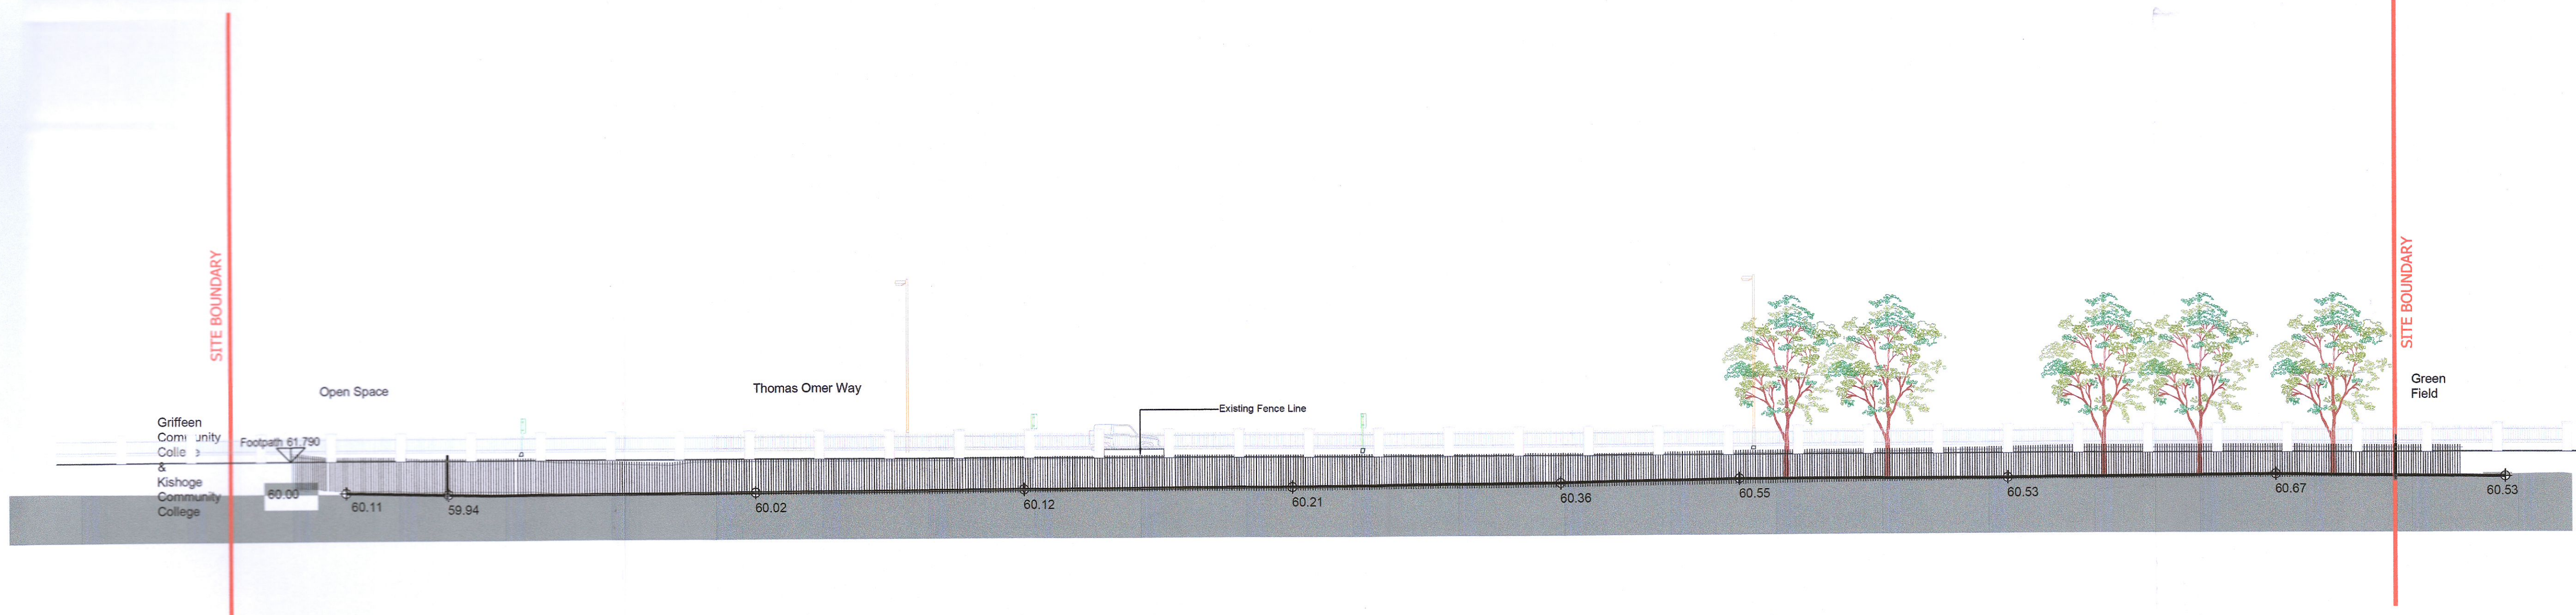 SITE BOUNDARY
SITE BOUNDARY
Open Space
Thomas Omer Way
Existing Fence Line
Green
Field
Griffeen
Community
&
Kishoge
Community
College
Footpath 61.790
60.00
60.11
59.94
60.02
60.12
60.21
60.36
60.55
60.53
60.67
60.53